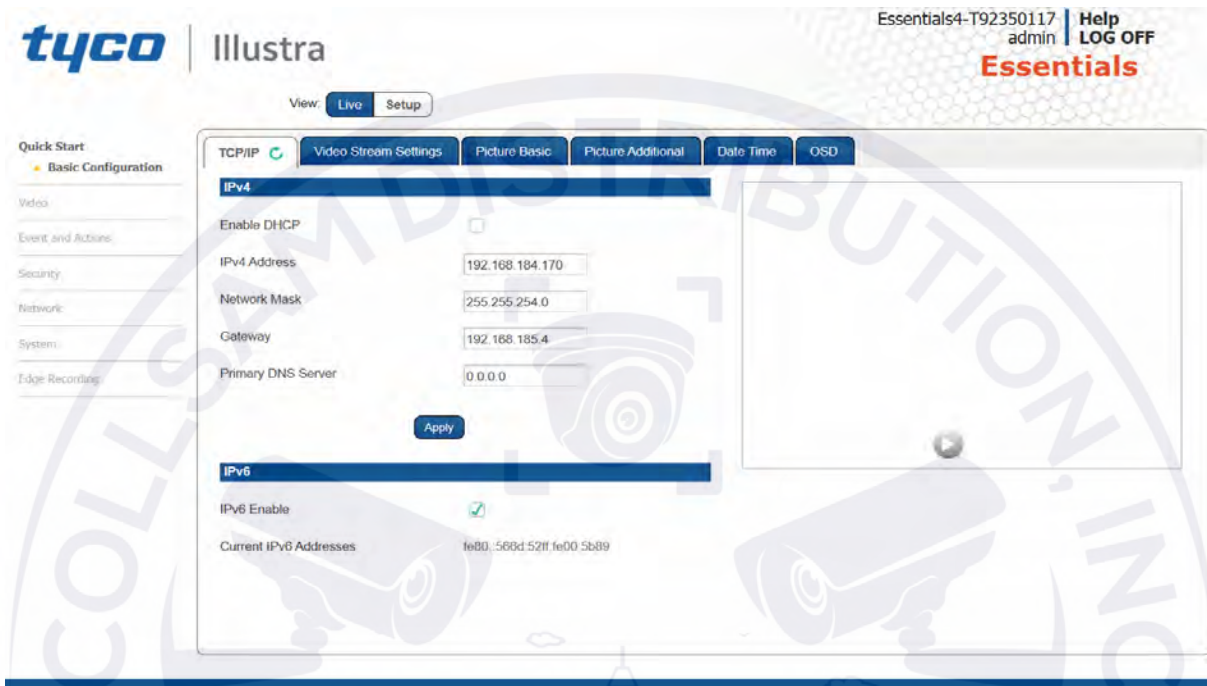 tyco | Illustra
Essentials4-T92350117 Help
admin LOG OFF
Essentials
View: Live Setup
Quick Start
Basic Configuration
Video
Event and Actions
Security
Network
System
Edge Recording
TCP/IP Video Stream Settings Picture Basic Picture Additional Date Time OSD
IPv4
Enable DHCP
IPv4 Address 192.168.184.170
Network Mask 255.255.254.0
Gateway 192.168.185.4
Primary DNS Server 0.0.0.0
Apply
IPv6
IPv6 Enable
Current IPv6 Addresses fe80::566d:52ff:fe00:5b89
COLLSAM DISTRIBUTION, INC